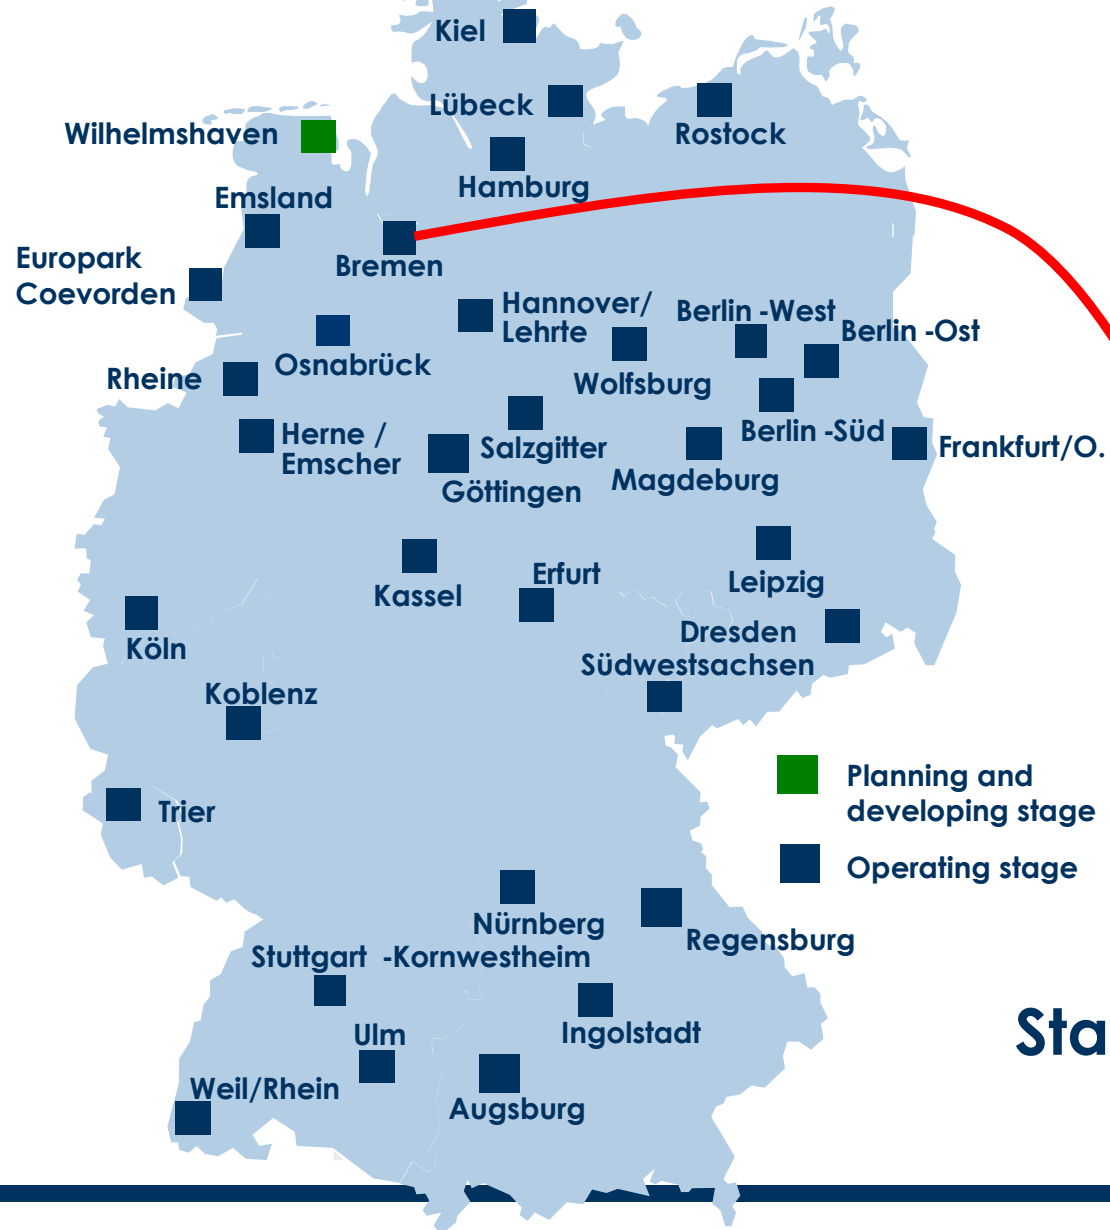 Kiel
Lübeck
Rostock
Wilhelmshaven
Hamburg
Emsland
Bremen
Europark
Coevorden
Hannover/
Lehrte
Berlin -West
Berlin -Ost
Osnabrück
Rheine
Wolfsburg
Herne /
Emscher
Salzgitter
Berlin -Süd
Frankfurt/O.
Göttingen
Magdeburg
Kassel
Erfurt
Leipzig
Köln
Dresden
Südwestsachsen
Koblenz
Trier
Planning and
developing stage
Operating stage
Nürnberg
Regensburg
Stuttgart -Kornwestheim
Ingolstadt
Ulm
Weil/Rhein
Augsburg
Sta